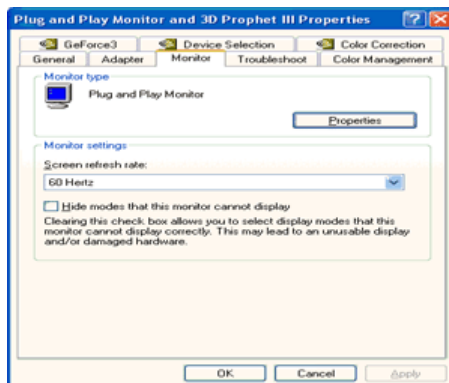 Plug and Play Monitor and 3D Prophet III Properties
GeForce3 Device Selection Color Correction
General Adapter Monitor Troubleshoot Color Management
Monitor type
Plug and Play Monitor
Properties
Monitor settings
Screen refresh rate:
60 Hertz
Hide modes that this monitor cannot display
Clearing this check box allows you to select display modes that this
monitor cannot display correctly. This may lead to an unusable display
and/or damaged hardware.
OK Cancel Apply